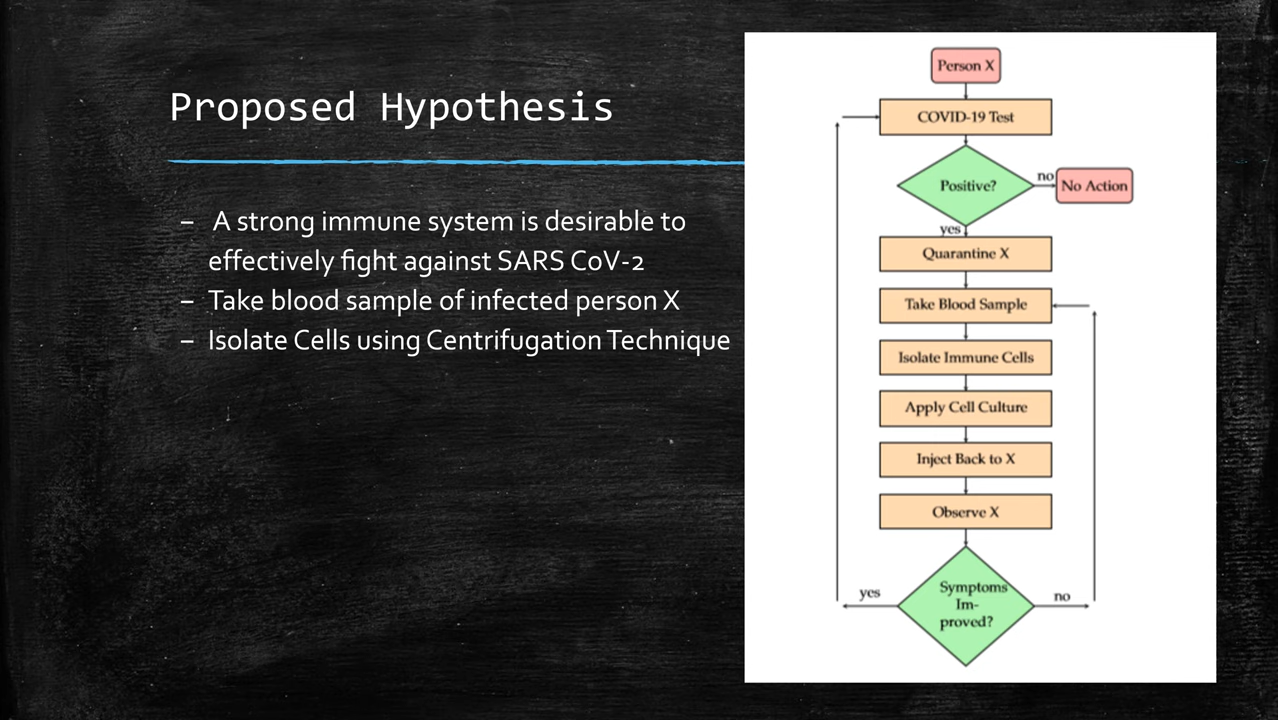 Proposed Hypothesis
– A strong immune system is desirable to
effectively fight against SARS CoV-2
– Take blood sample of infected person X
– Isolate Cells using Centrifugation Technique
Person X
COVID-19 Test
Positive?
no
No Action
yes
Quarantine X
Take Blood Sample
Isolate Immune Cells
Apply Cell Culture
Inject Back to X
Observe X
yes
Symptoms
Im-
proved?
no